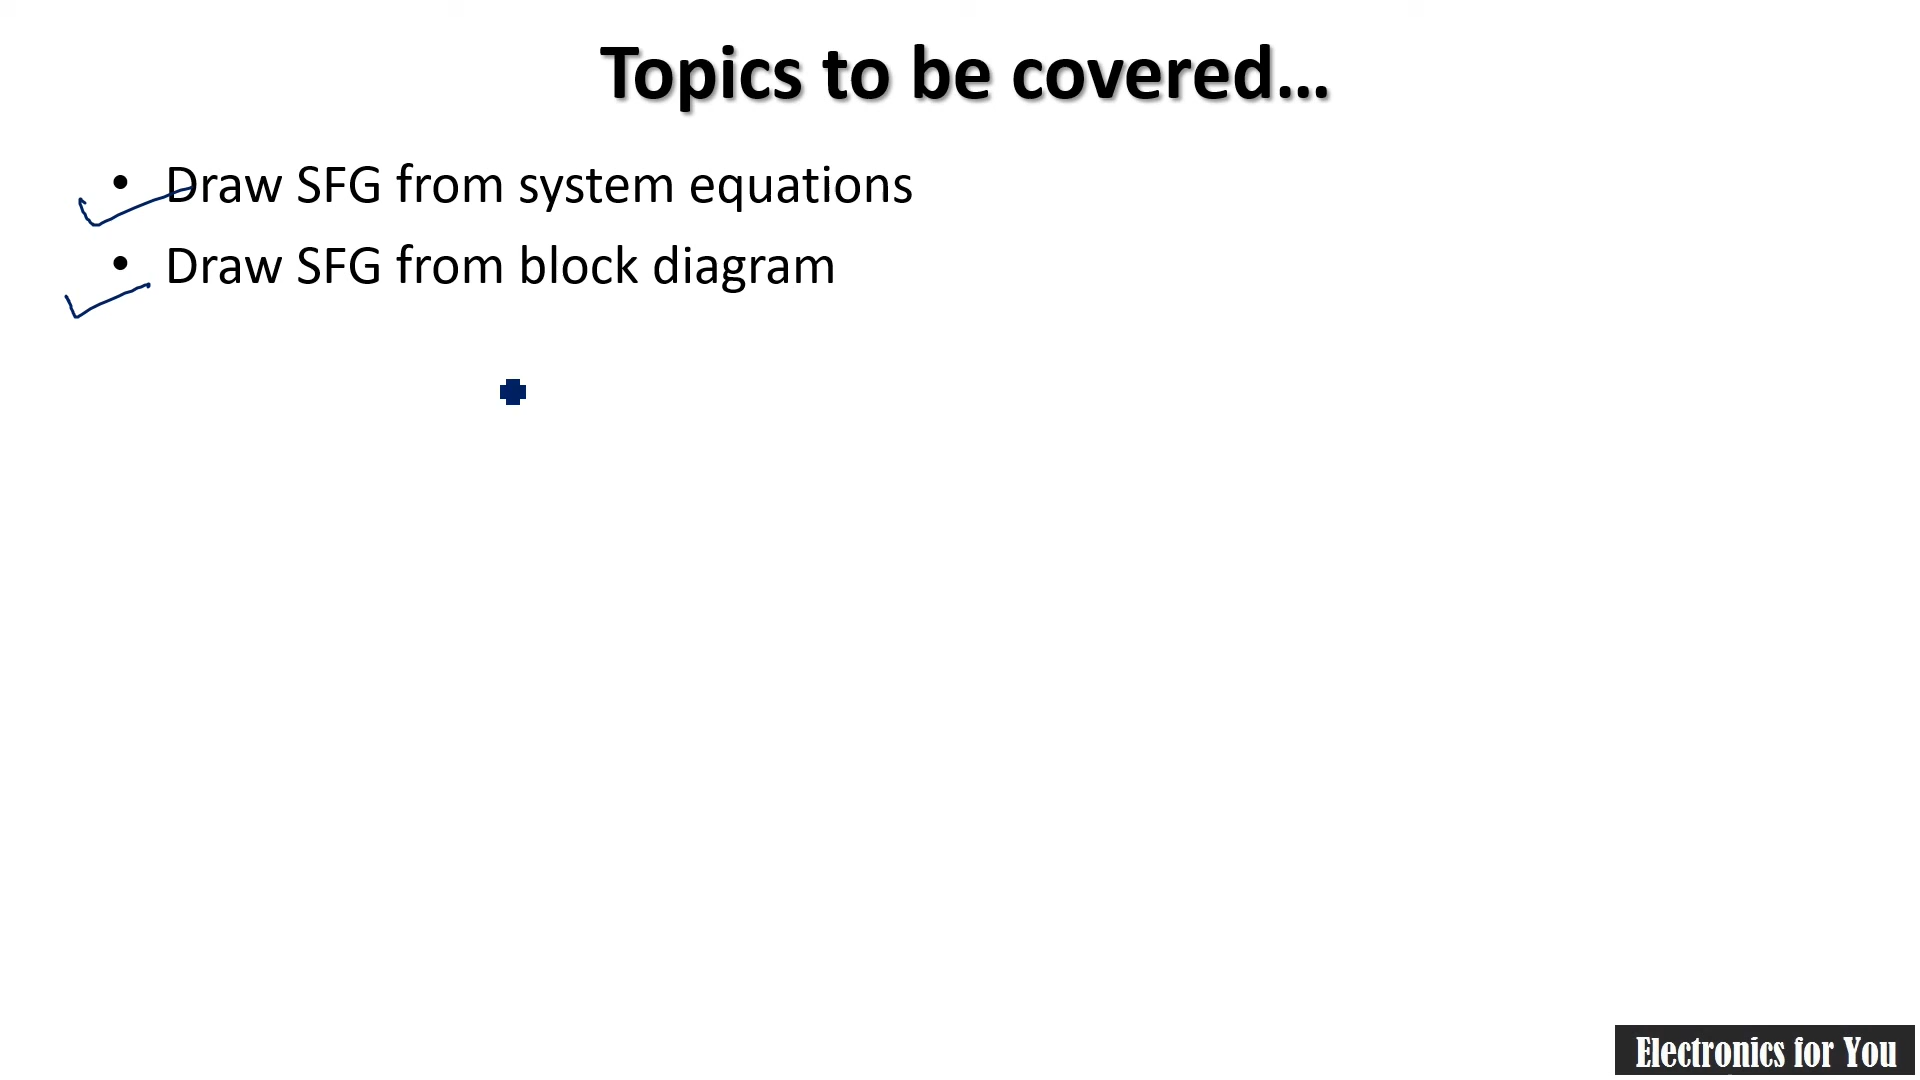 Topics to be covered...
• Draw SFG from system equations
• Draw SFG from block diagram
Electronics for You